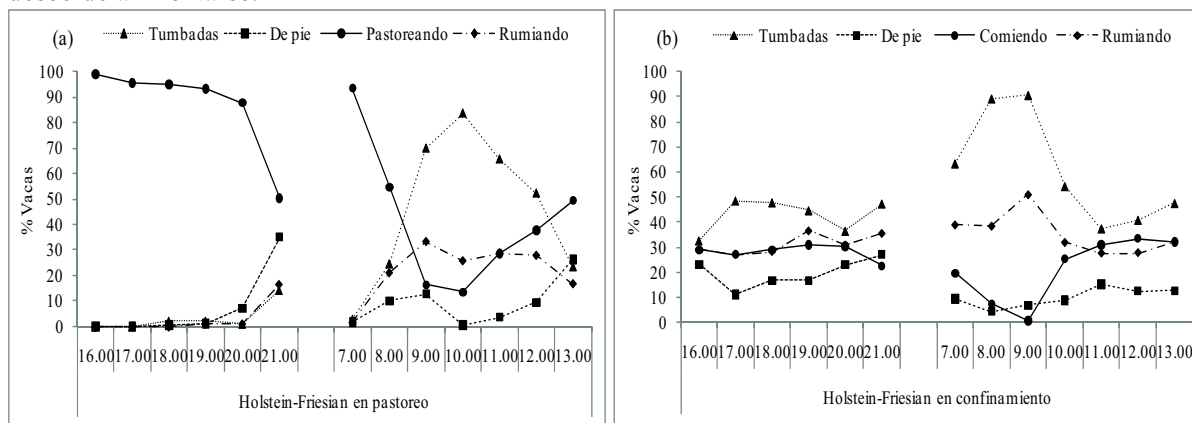 (a)
Tumbadas De pie Pastoreando Rumiando
% Vacas
100
90
80
70
60
50
40
30
20
10
0
16.00 17.00 18.00 19.00 20.00 21.00 7.00 8.00 9.00 10.00 11.00 12.00 13.00
Holstein-Friesian en pastoreo
(b)
Tumbadas De pie Comiendo Rumiando
% Vacas
100
90
80
70
60
50
40
30
20
10
0
16.00 17.00 18.00 19.00 20.00 21.00 7.00 8.00 9.00 10.00 11.00 12.00 13.00
Holstein-Friesian en confinamiento